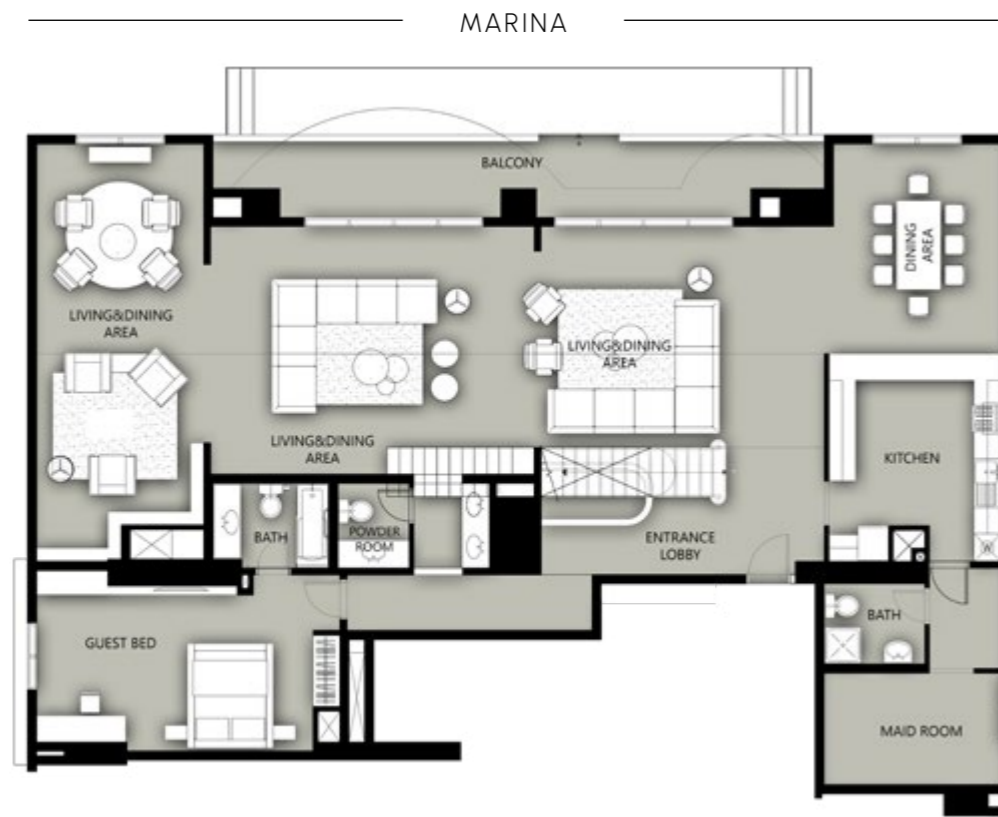 MARINA
BALCONY
DINING
AREA
LIVING&DINING
AREA
LIVING&DINING
AREA
LIVING&DINING
AREA
KITCHEN
BATH
POWDER
ROOM
ENTRANCE
LOBBY
BATH
GUEST BED
MAID ROOM
W